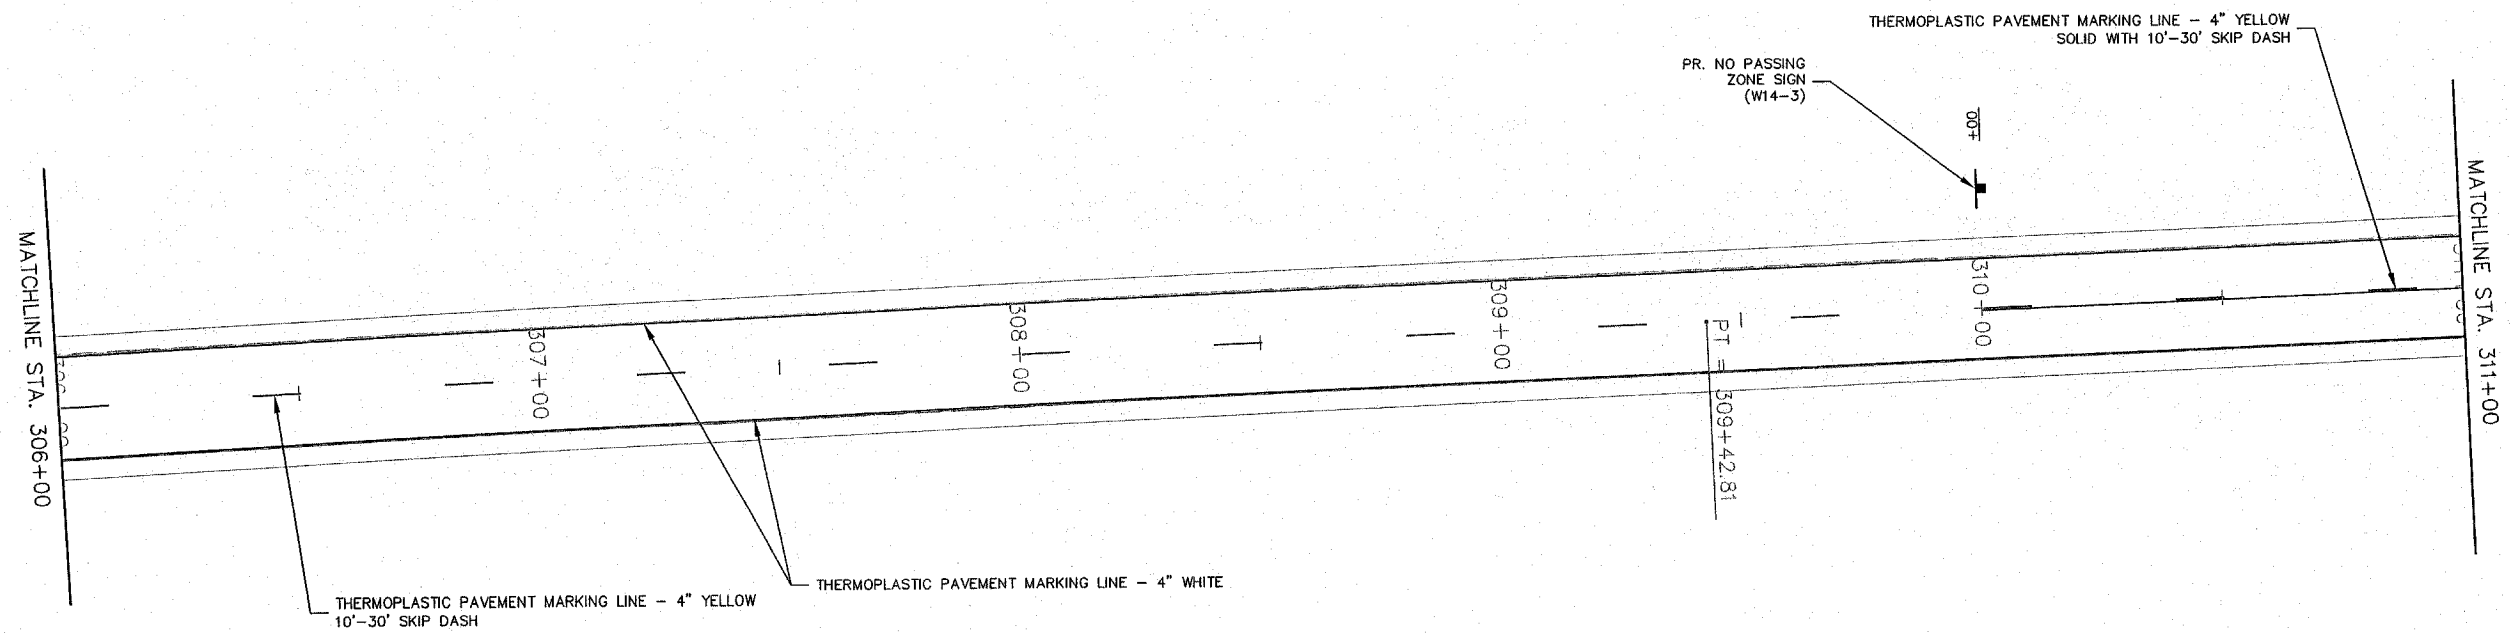 THERMOPLASTIC PAVEMENT MARKING LINE – 4" YELLOW
SOLID WITH 10'–30' SKIP DASH
PR. NO PASSING
ZONE SIGN
(W14–3)
+00
MATCHLINE STA. 306+00
307+00
308+00
309+00
PT = 309+42.81
310+00
MATCHLINE STA. 311+00
THERMOPLASTIC PAVEMENT MARKING LINE – 4" WHITE
THERMOPLASTIC PAVEMENT MARKING LINE – 4" YELLOW
10'–30' SKIP DASH